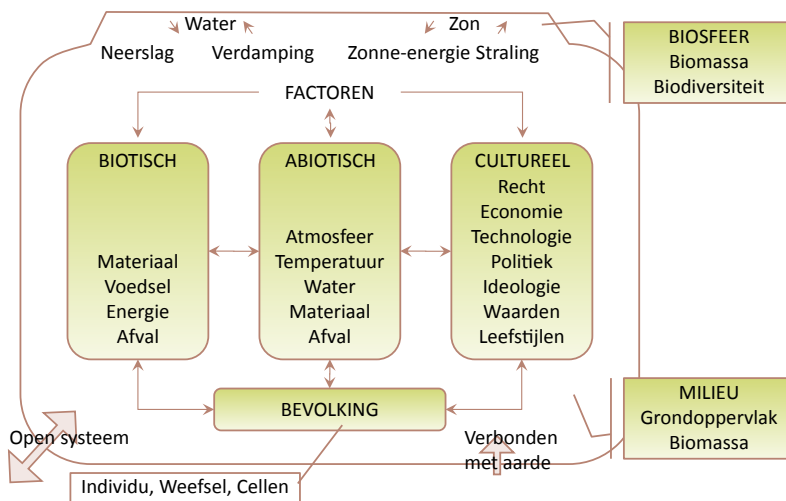 Water
Zon
Neerslag
Verdamping
Zonne-energie Straling
BIOSFEER
Biomassa
Biodiversiteit
FACTOREN
BIOTISCH
Materiaal
Voedsel
Energie
Afval
ABIOTISCH
Atmosfeer
Temperatuur
Water
Materiaal
Afval
CULTUREEL
Recht
Economie
Technologie
Politiek
Ideologie
Waarden
Leefstijlen
BEVOLKING
MILIEU
Grondoppervlak
Biomassa
Open systeem
Verbonden
met aarde
Individu, Weefsel, Cellen